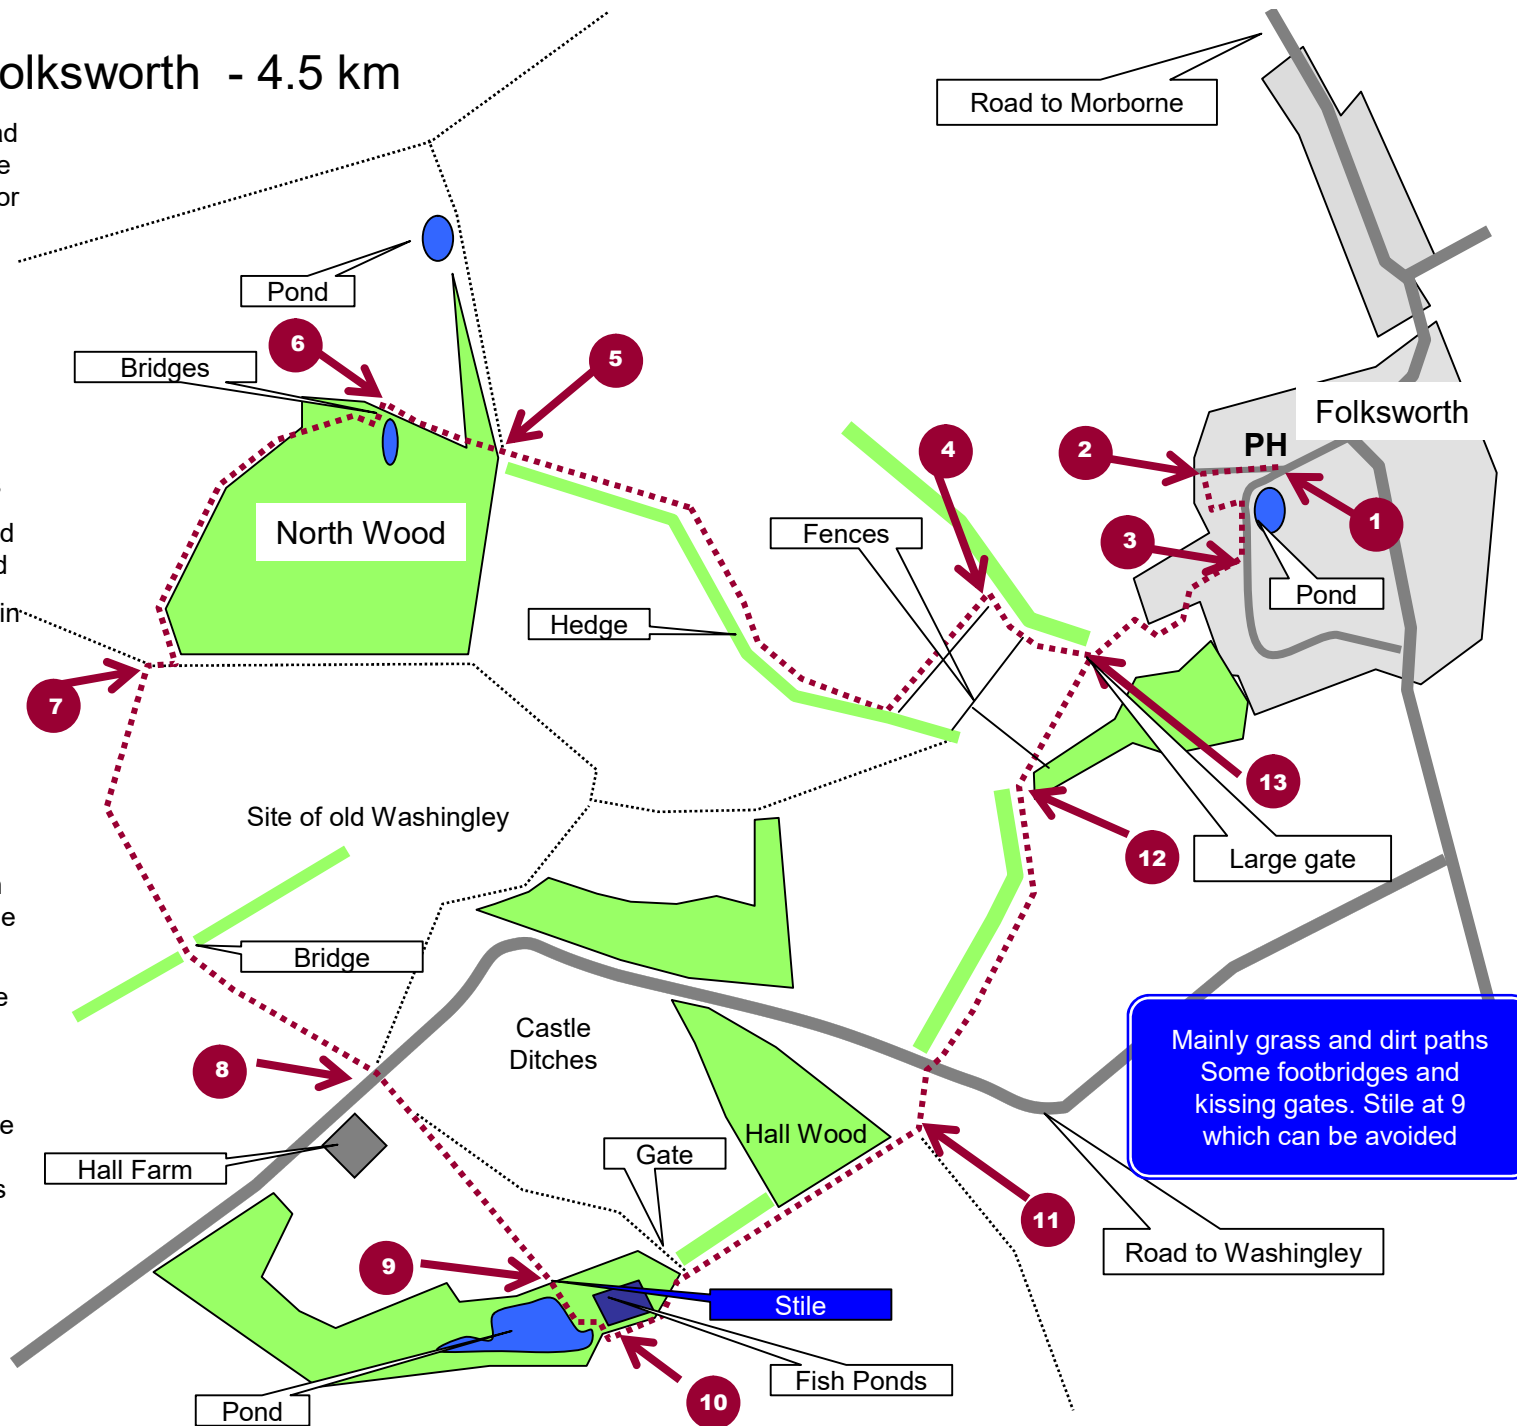 olksworth - 4.5 km
ad
e
or
d
d
in
n
e
e
e
s
Road to Morborne
Pond
6
5
Bridges
Folksworth
PH
4
2
1
3
North Wood
Fences
Pond
Hedge
7
13
Site of old Washingley
12
Large gate
Bridge
Castle
Ditches
8
Mainly grass and dirt paths
Some footbridges and
kissing gates. Stile at 9
which can be avoided
Hall Wood
Gate
Hall Farm
11
Road to Washingley
9
Stile
Fish Ponds
10
Pond